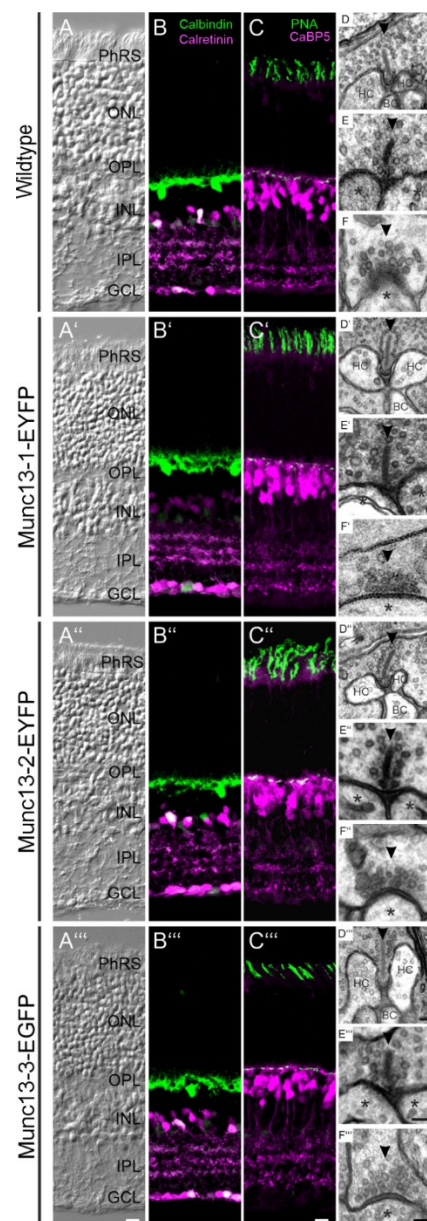 A
B
Calbindin
Calretinin
C
PNA
CaBP5
D
HC
HC
BC
E
*
*
F
*
PhRS
ONL
OPL
INL
IPL
GCL
Wildtype
A'
B'
C'
D'
HC
HC
BC
E'
*
*
F'
*
PhRS
ONL
OPL
INL
IPL
GCL
Munc13-1-EYFP
A''
B''
C''
D''
HC
HC
BC
E''
*
*
F''
*
PhRS
ONL
OPL
INL
IPL
GCL
Munc13-2-EYFP
A'''
B'''
C'''
D'''
HC
HC
BC
E'''
*
*
F'''
*
PhRS
ONL
OPL
INL
IPL
GCL
Munc13-3-EGFP